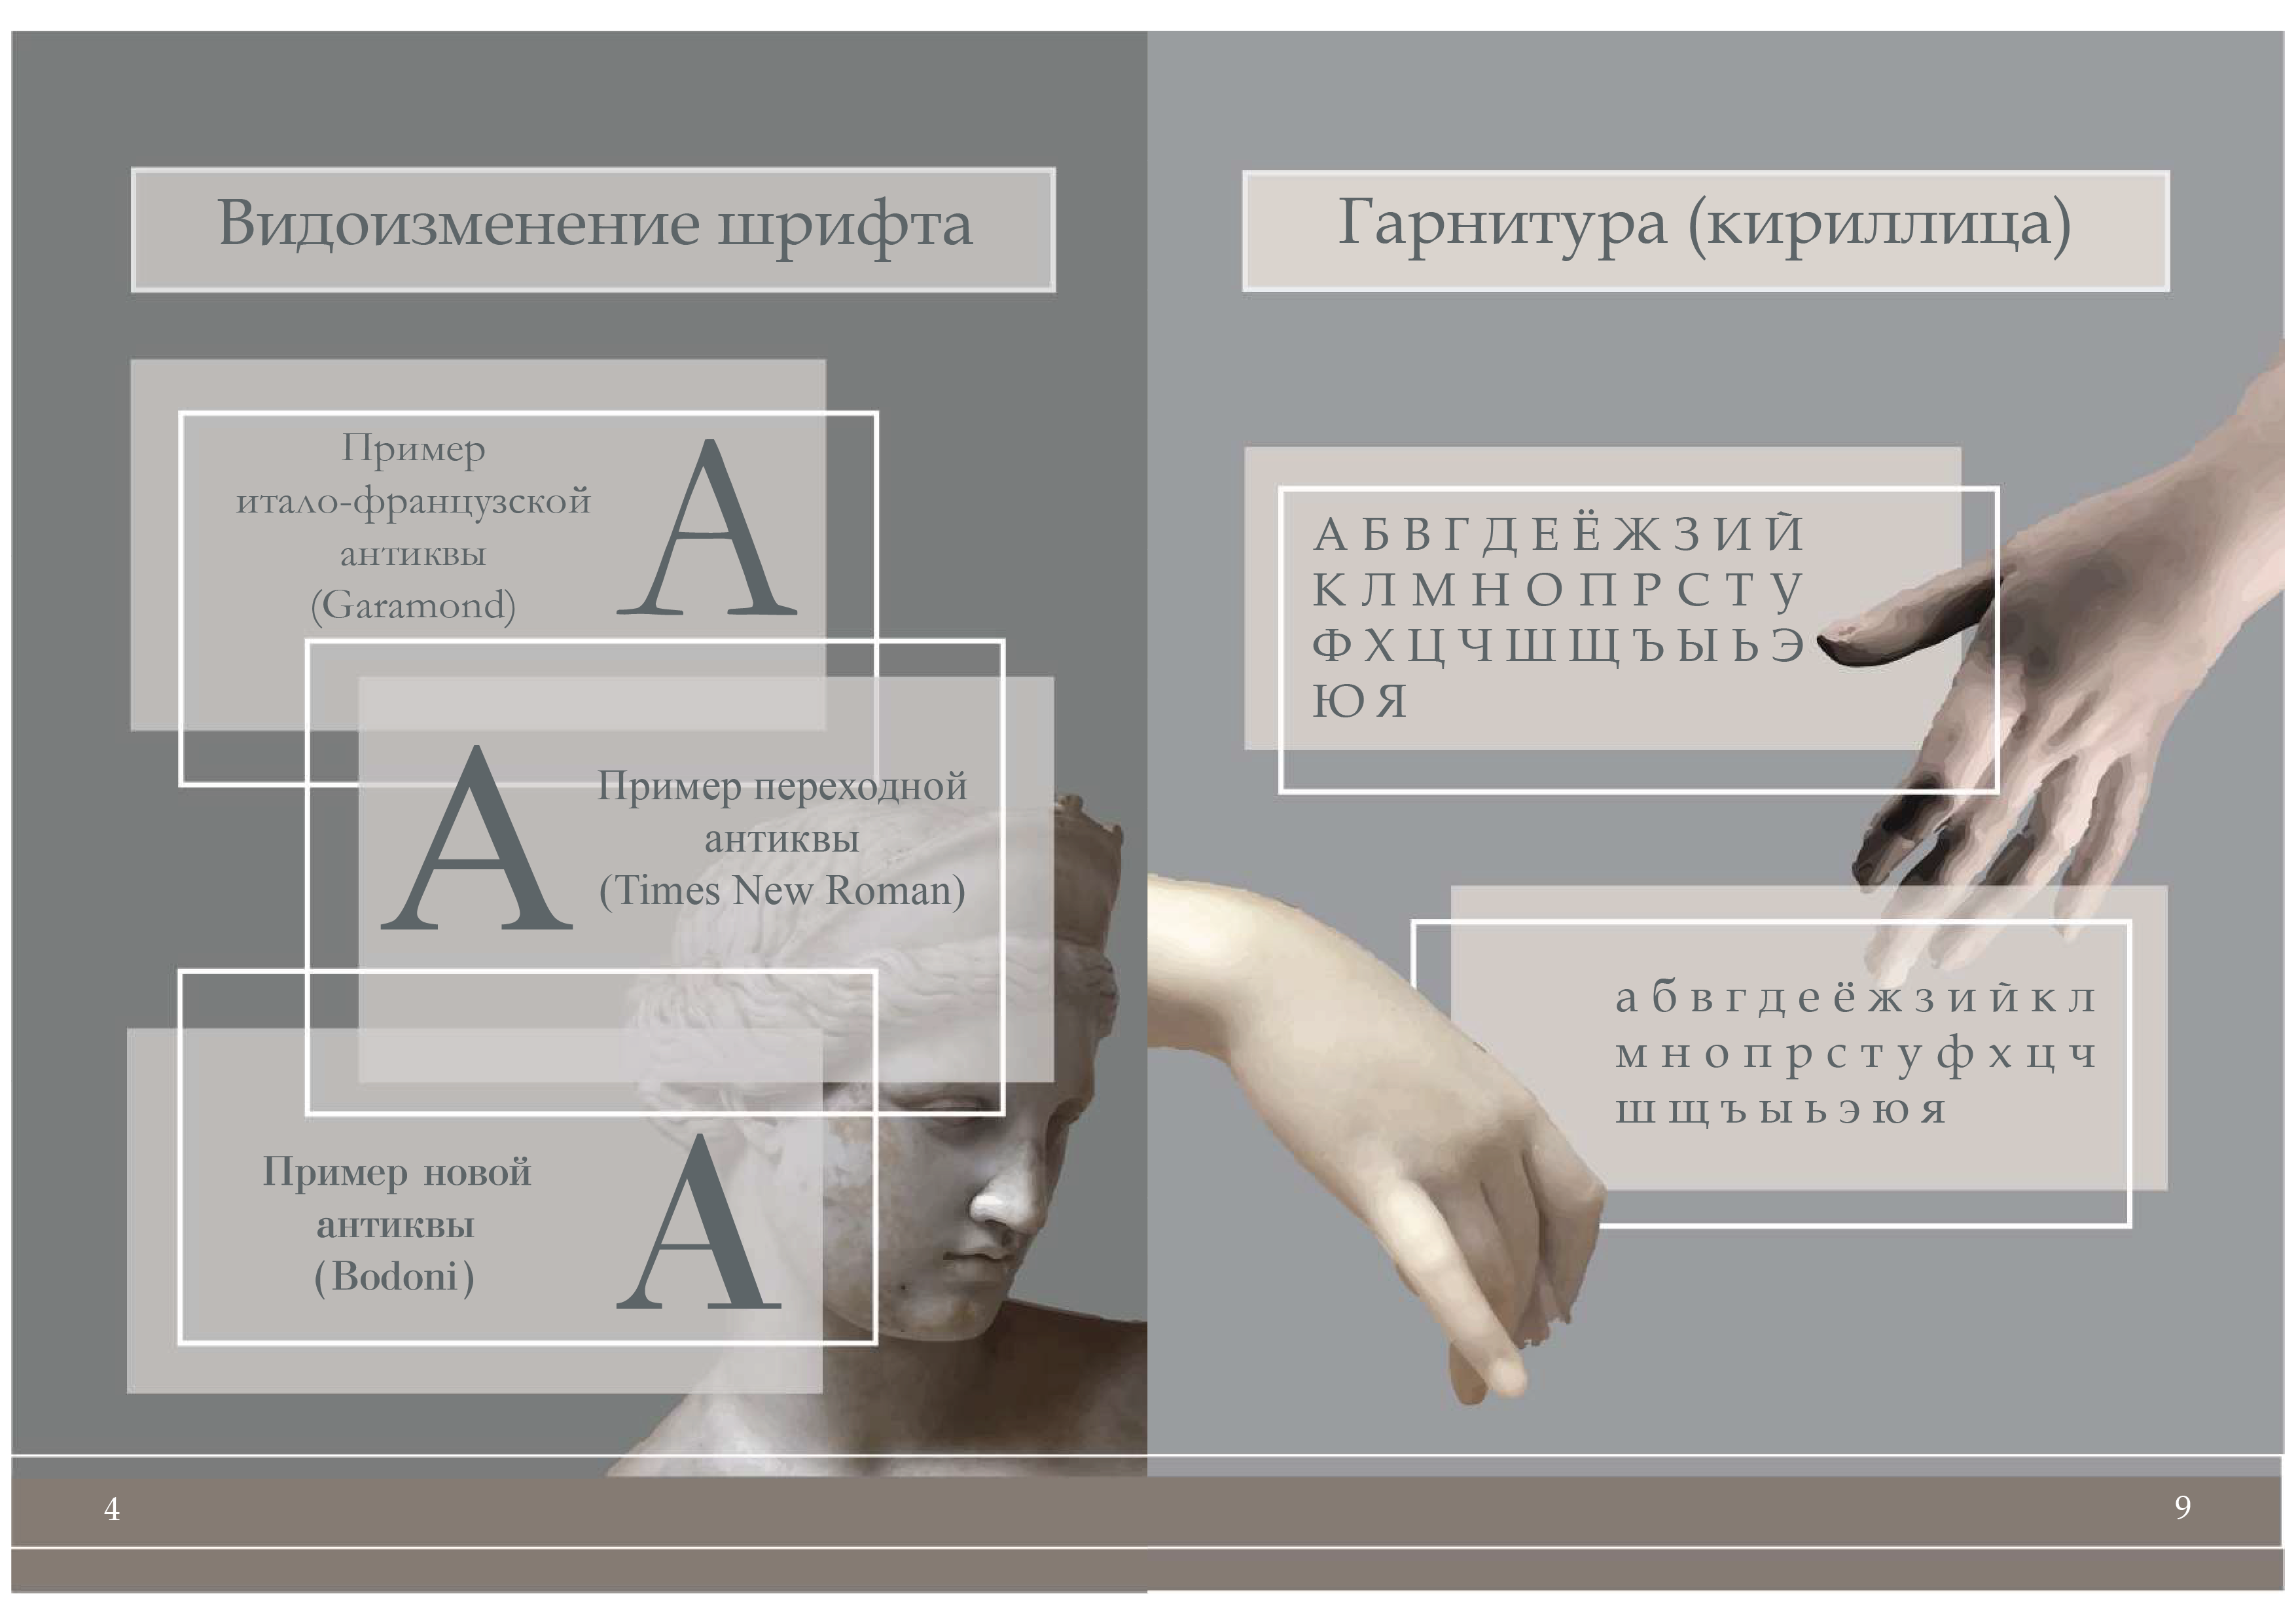 Видоизменение шрифта
Пример
итало-французской
антиквы
(Garamond)
А
А
Пример переходной
антиквы
(Times New Roman)
Пример новой
антиквы
(Bodoni)
А
4
Гарнитура (кириллица)
А Б В Г Д Е Ё Ж З И Й
К Л М Н О П Р С Т У
Ф Х Ц Ч Ш Щ Ъ Ы Ь Э
Ю Я
а б в г д е ё ж з и й к л
м н о п р с т у ф х ц ч
ш щ ъ ы ь э ю я
9